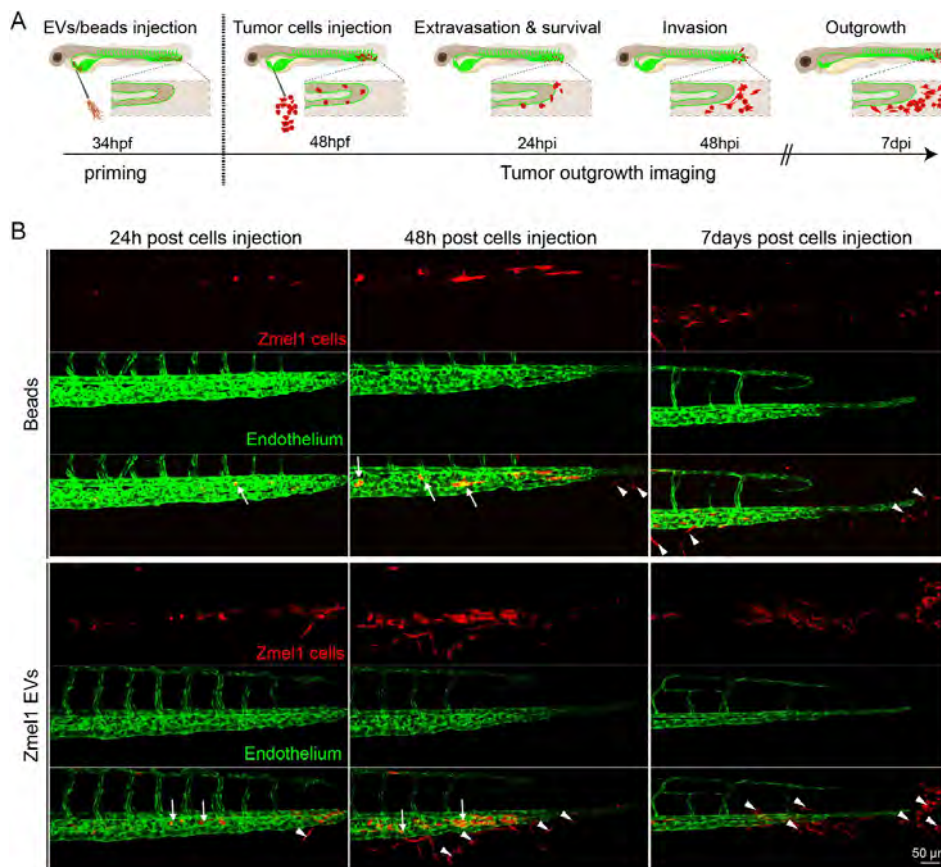 A
EVs/beads injection
Tumor cells injection
Extravasation & survival
Invasion
Outgrowth
34hpf
48hpf
24hpi
48hpi
7dpi
priming
Tumor outgrowth imaging
B
24h post cells injection
48h post cells injection
7days post cells injection
Beads
Zmel1 cells
Endothelium
Zmel1 EVs
Zmel1 cells
Endothelium
50 µm